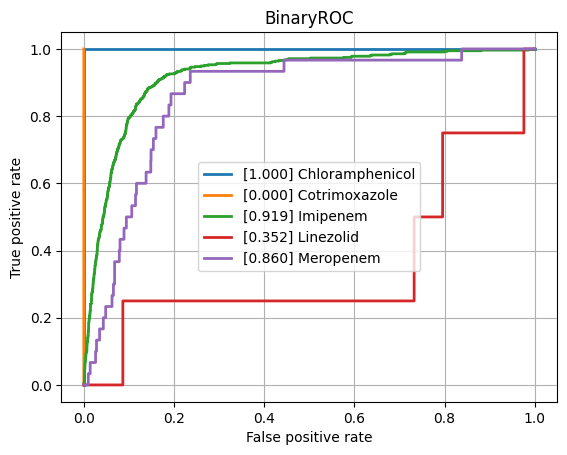 BinaryROC
True positive rate
1.0
0.8
0.6
0.4
0.2
0.0
[1.000] Chloramphenicol
[0.000] Cotrimoxazole
[0.919] Imipenem
[0.352] Linezolid
[0.860] Meropenem
0.0 0.2 0.4 0.6 0.8 1.0
False positive rate